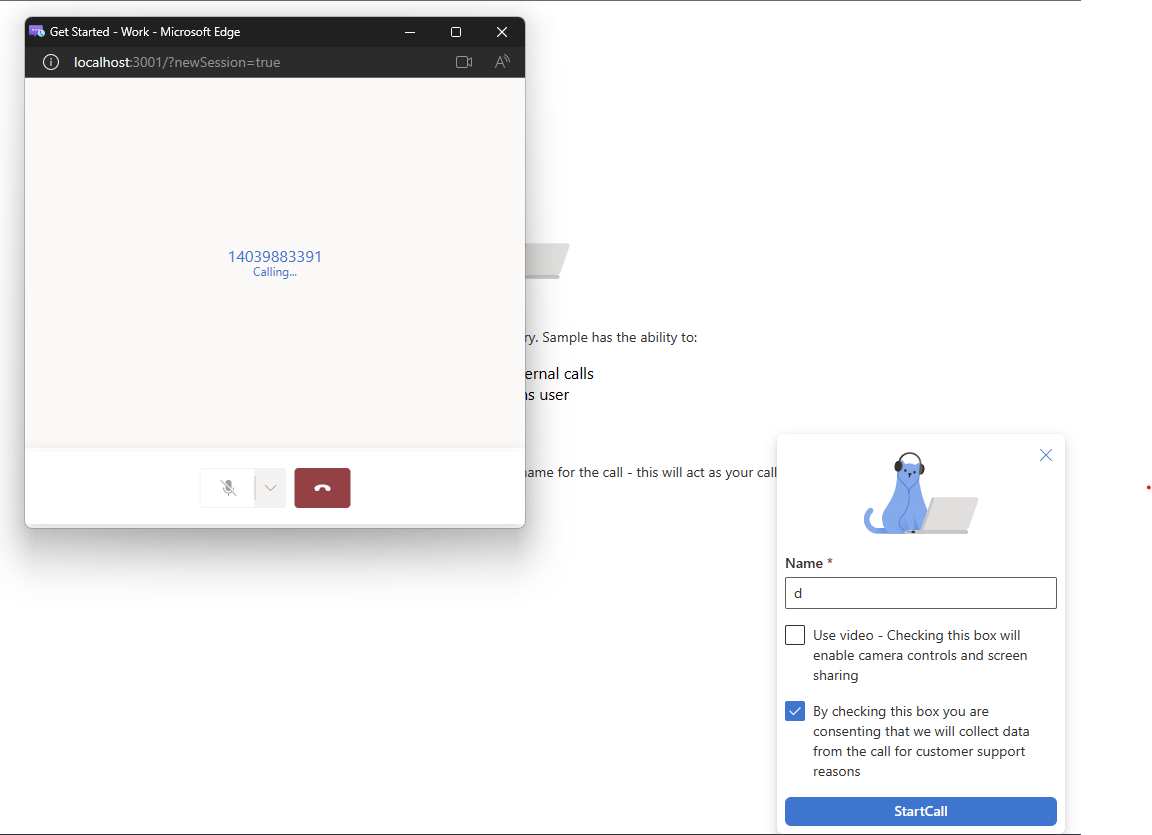 Get Started - Work - Microsoft Edge
localhost:3001/?newSession=true
14039883391
Calling...
ry. Sample has the ability to:
ernal calls
s user
ame for the call - this will act as your call
Name *
d
Use video - Checking this box will
enable camera controls and screen
sharing
By checking this box you are
consenting that we will collect data
from the call for customer support
reasons
StartCall